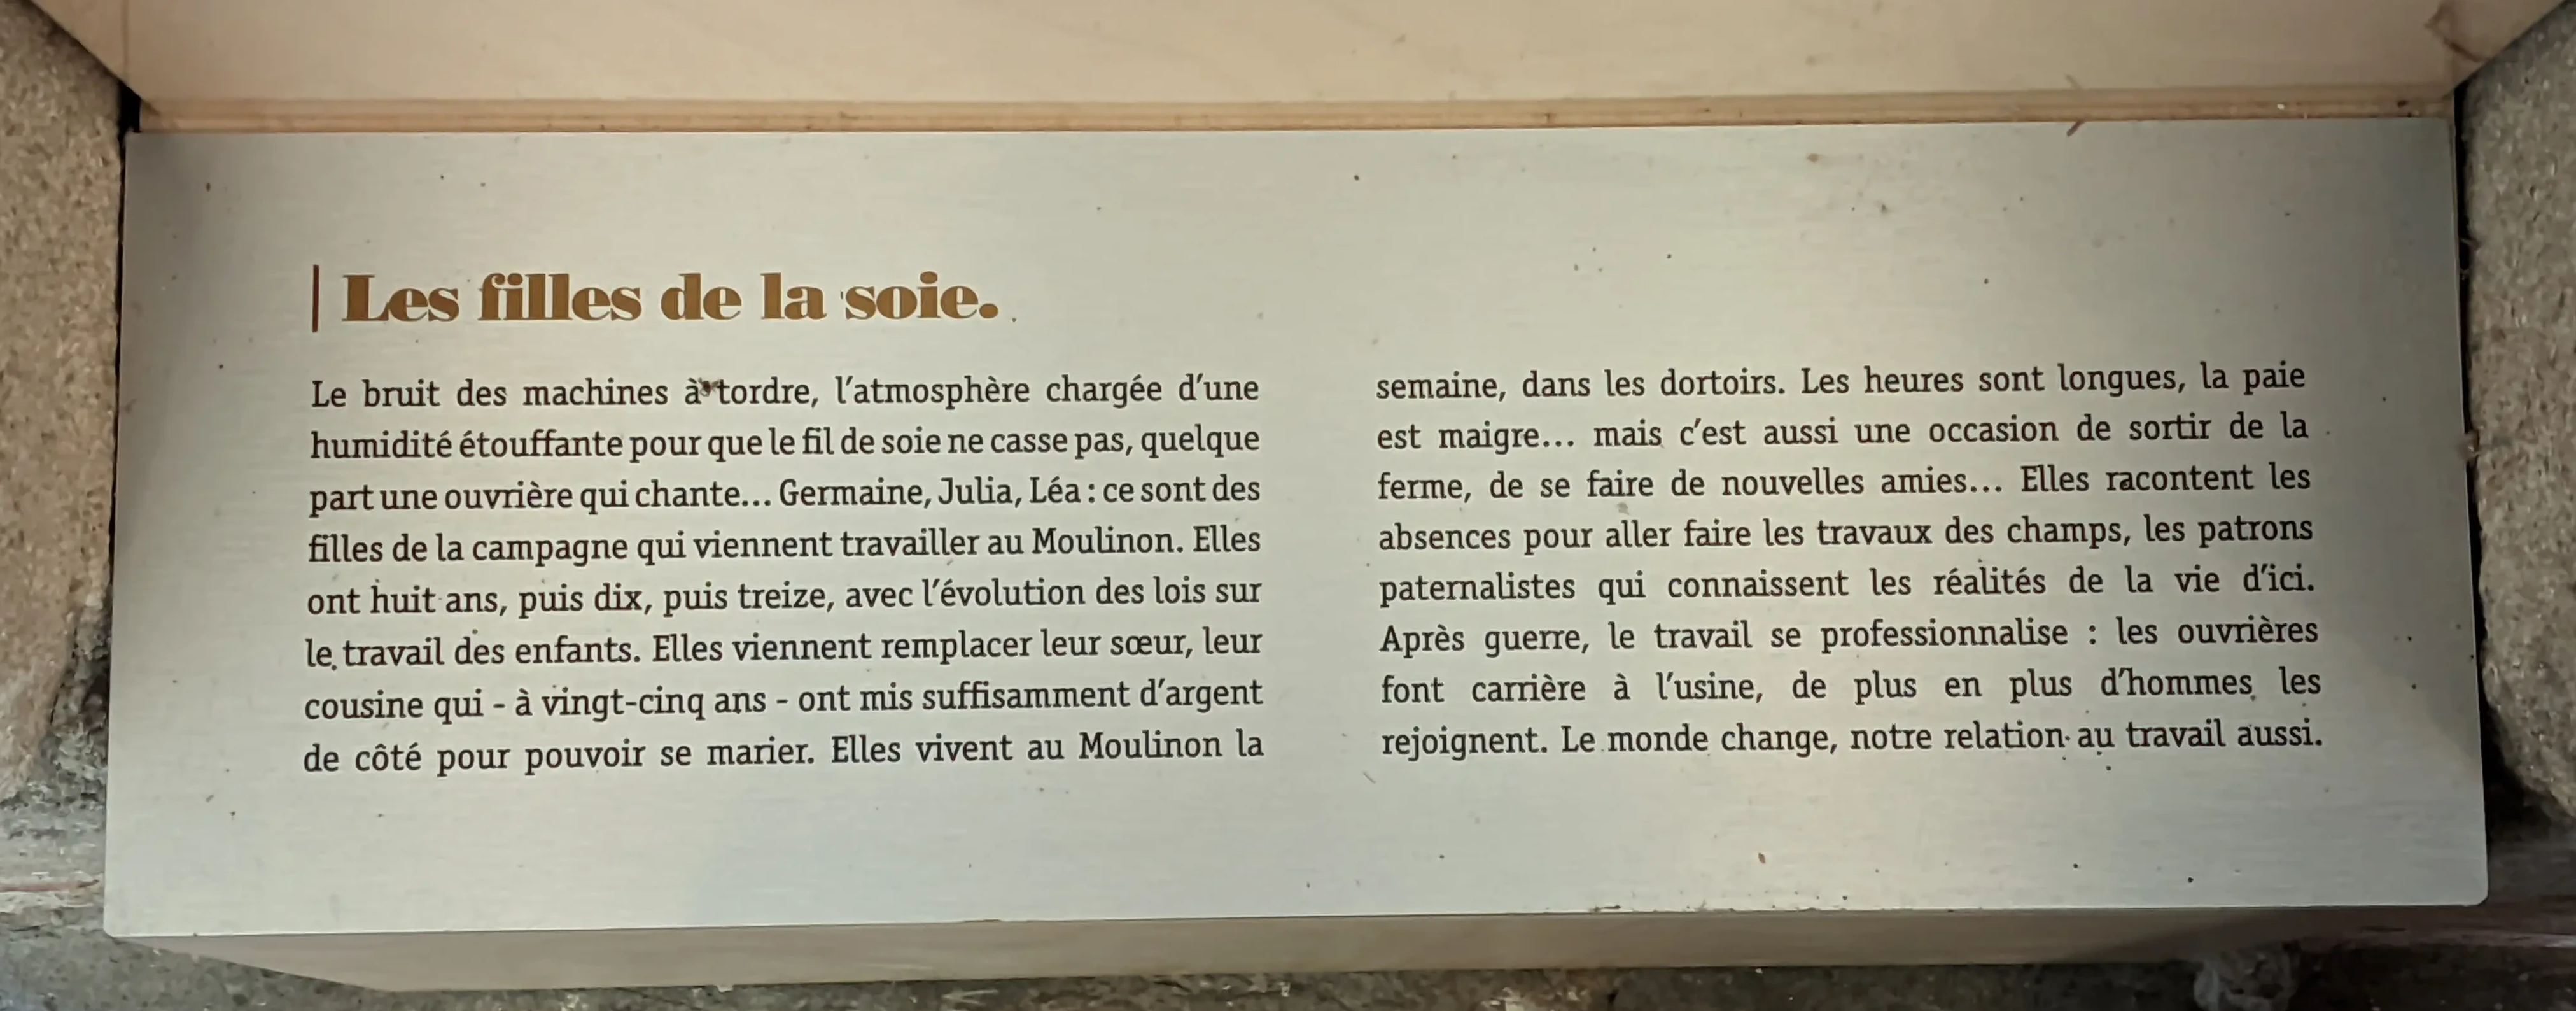 Les filles de la soie.
Le bruit des machines à tordre, l'atmosphère chargée d'une
humidité étouffante pour que le fil de soie ne casse pas, quelque
part une ouvrière qui chante... Germaine, Julia, Léa : ce sont des
filles de la campagne qui viennent travailler au Moulinon. Elles
ont huit ans, puis dix, puis treize, avec l'évolution des lois sur
le travail des enfants. Elles viennent remplacer leur sœur, leur
cousine qui - à vingt-cinq ans - ont mis suffisamment d'argent
de côté pour pouvoir se marier. Elles vivent au Moulinon la
semaine, dans les dortoirs. Les heures sont longues, la paie
est maigre... mais c'est aussi une occasion de sortir de la
ferme, de se faire de nouvelles amies... Elles racontent les
absences pour aller faire les travaux des champs, les patrons
paternalistes qui connaissent les réalités de la vie d'ici.
Après guerre, le travail se professionnalise : les ouvrières
font carrière à l'usine, de plus en plus d'hommes les
rejoignent. Le monde change, notre relation au travail aussi.